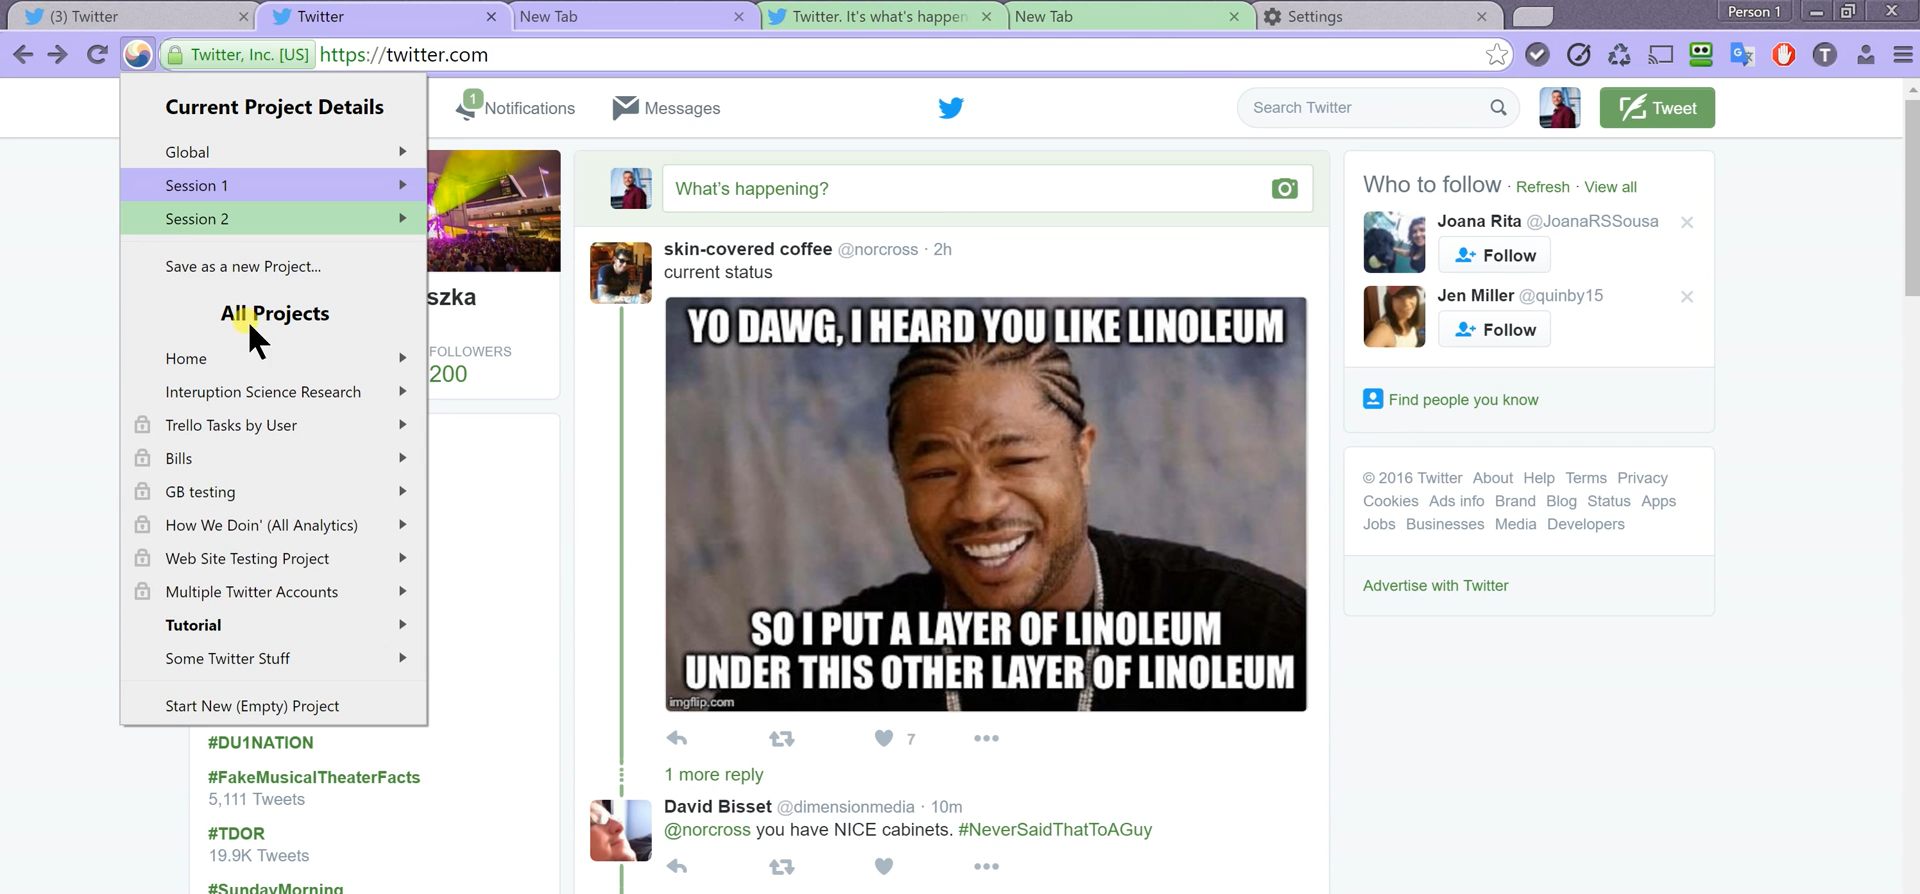 (3) Twitter
Twitter
New Tab
Twitter. It's what's happen
New Tab
Settings
Person 1
Twitter, Inc. [US] https://twitter.com
Current Project Details
Global
Session 1
Session 2
Save as a new Project...
All Projects
Home
Interuption Science Research
Trello Tasks by User
Bills
GB testing
How We Doin' (All Analytics)
Web Site Testing Project
Multiple Twitter Accounts
Tutorial
Some Twitter Stuff
Start New (Empty) Project
1
Notifications
Messages
Search Twitter
Tweet
szka
FOLLOWERS
200
#DU1NATION
#FakeMusicalTheaterFacts
5,111 Tweets
#TDOR
19.9K Tweets
#SundayMorning
What's happening?
skin-covered coffee @norcross · 2h
current status
YO DAWG, I HEARD YOU LIKE LINOLEUM
SO I PUT A LAYER OF LINOLEUM
UNDER THIS OTHER LAYER OF LINOLEUM
imgflip.com
7
1 more reply
David Bisset @dimensionmedia · 10m
@norcross you have NICE cabinets. #NeverSaidThatToAGuy
Who to follow · Refresh · View all
Joana Rita @JoanaRSSousa
Follow
Jen Miller @quinby15
Follow
Find people you know
© 2016 Twitter About Help Terms Privacy
Cookies Ads info Brand Blog Status Apps
Jobs Businesses Media Developers
Advertise with Twitter